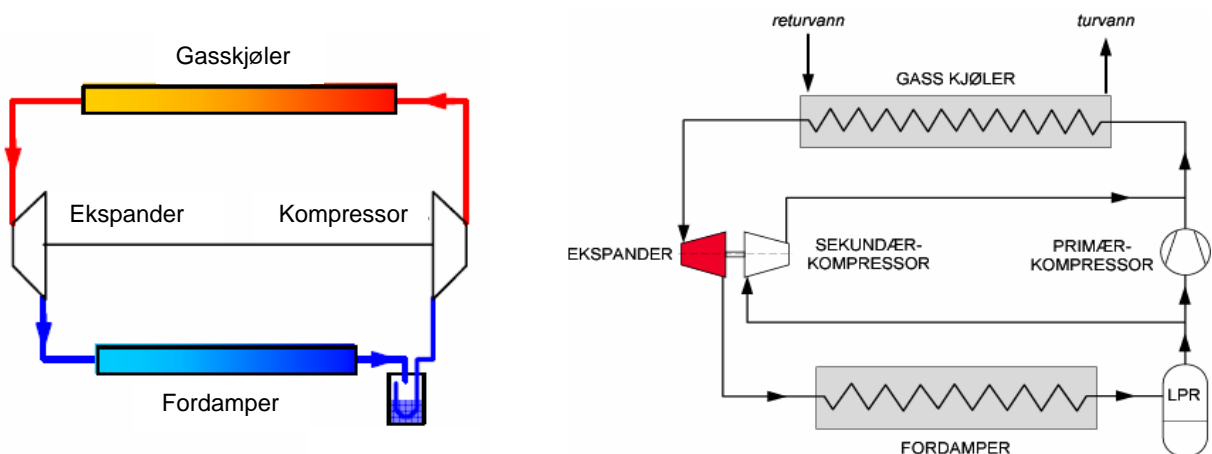 Gasskjøler
Ekspander
Kompressor
Fordamper
returvann
turvann
GASS KJØLER
EKSPANDER
SEKUNDÆR-
KOMPRESSOR
PRIMÆR-
KOMPRESSOR
LPR
FORDAMPER